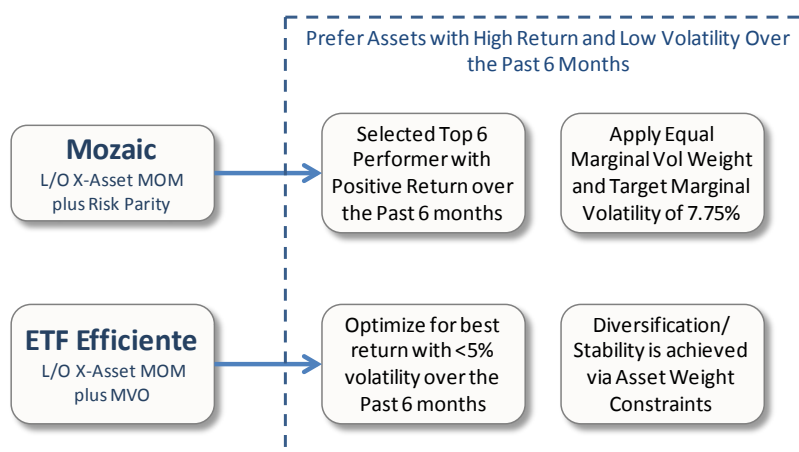 Prefer Assets with High Return and Low Volatility Over
the Past 6 Months
Mozaic
L/O X-Asset MOM
plus Risk Parity
Selected Top 6
Performer with
Positive Return over
the Past 6 months
Apply Equal
Marginal Vol Weight
and Target Marginal
Volatility of 7.75%
ETF Efficiente
L/O X-Asset MOM
plus MVO
Optimize for best
return with <5%
volatility over the
Past 6 months
Diversification/
Stability is achieved
via Asset Weight
Constraints